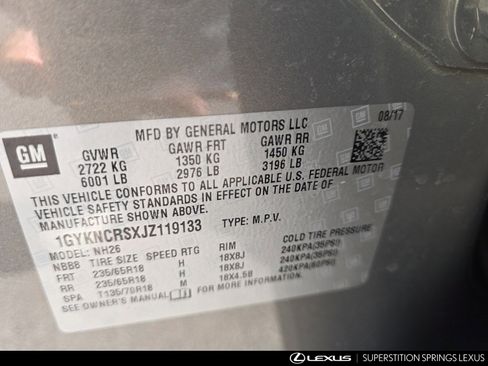 GM
MFD BY GENERAL MOTORS LLC
08/17
GVWR GAWR FRT GAWR RR
2722 KG 1350 KG 1450 KG
6001 LB 2976 LB 3196 LB
THIS VEHICLE CONFORMS TO ALL APPLICABLE U.S. FEDERAL MOTOR
VEHICLE SAFETY STANDARDS IN EFFECT ON THE DATE OF
MANUFACTURE SHOWN ABOVE.
1GYKNCRSXJZ119133 TYPE: M.P.V.
MODEL: NH26
NBBB TIRE SIZE SPEED RTG RIM COLD TIRE PRESSURE
FRT 235/65R18 H 18X8J 240KPA(35PSI)
RR 235/65R18 H 18X8J 240KPA(35PSI)
SPA T135/70R18 M 18X4.5B 420KPA(60PSI)
SEE OWNER'S MANUAL FOR MORE INFORMATION.
LEXUS SUPERSTITION SPRINGS LEXUS